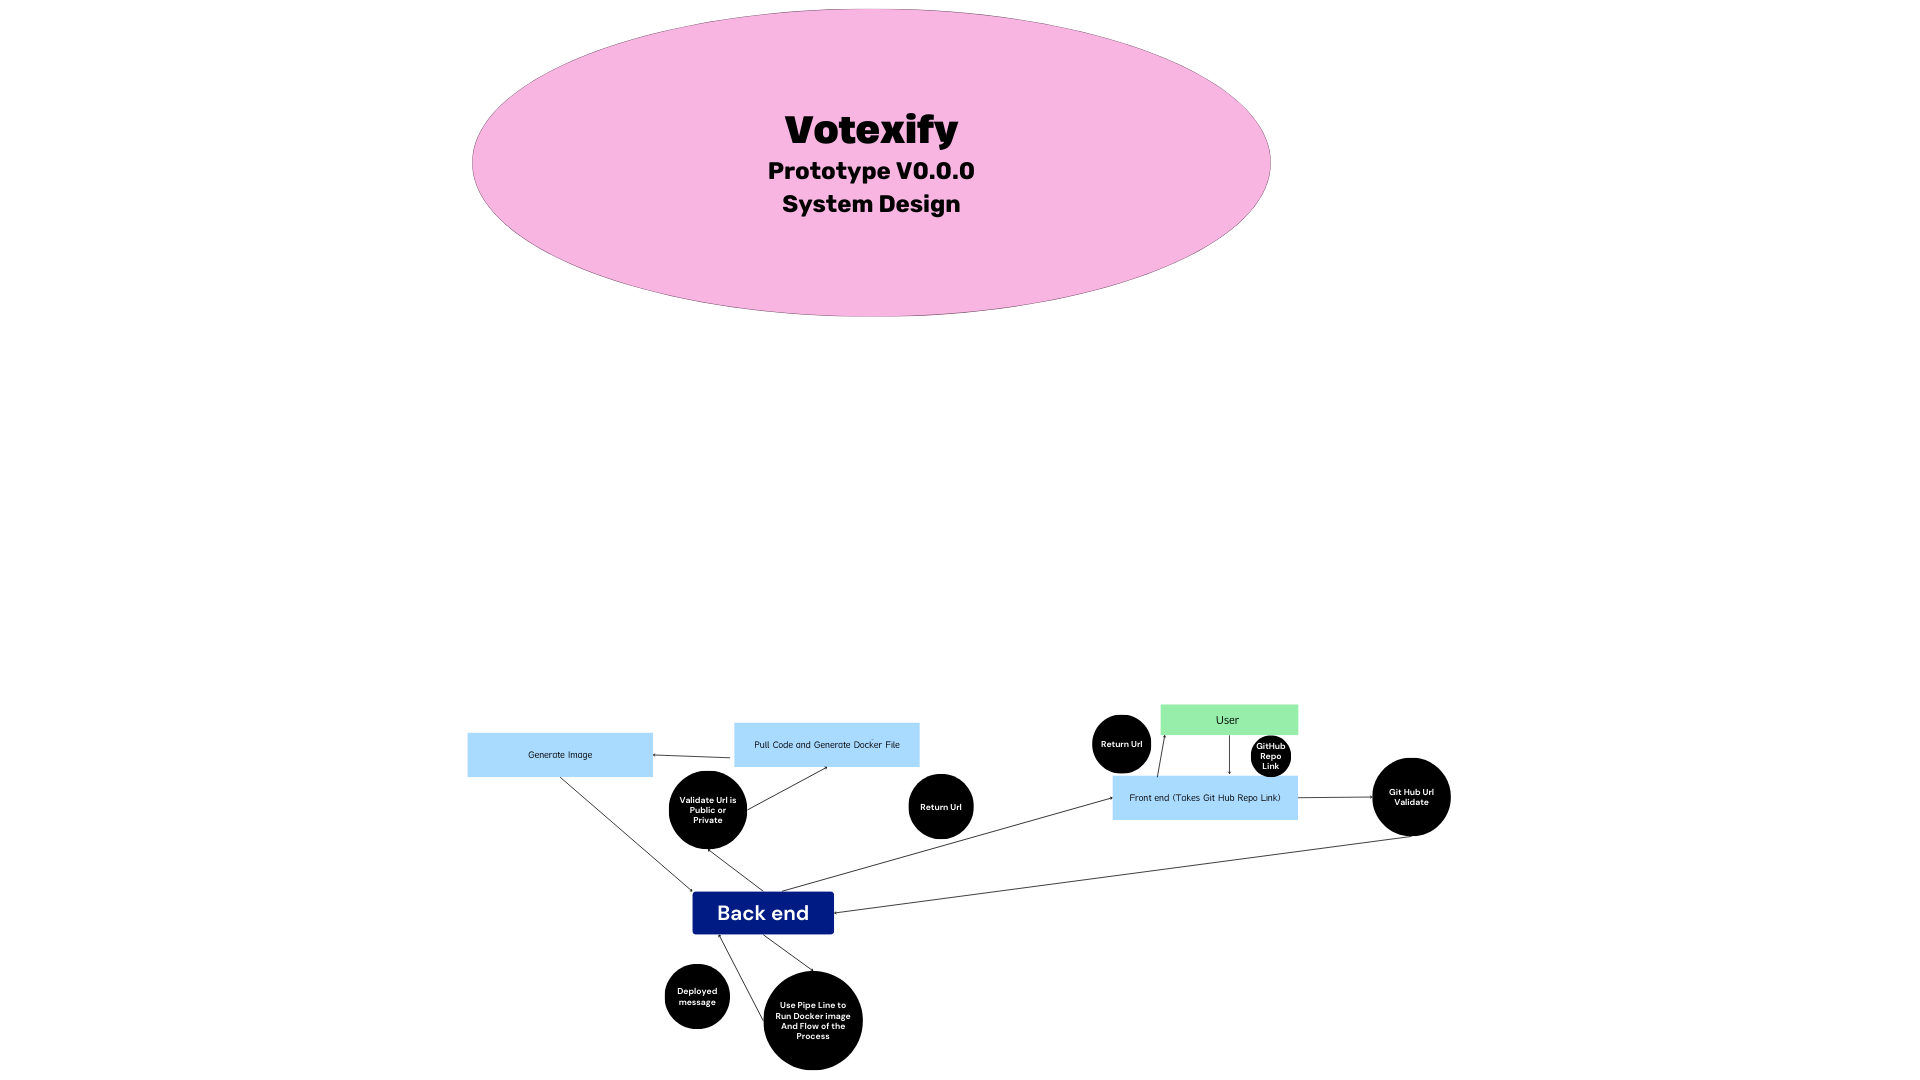 Votexify
Prototype V0.0.0
System Design
User
Return Url
GitHub
Repo
Link
Generate Image
Pull Code and Generate Docker File
Front end (Takes Git Hub Repo Link)
Git Hub Url
Validate
Validate Url is
Public or
Private
Return Url
Back end
Deployed
message
Use Pipe Line to
Run Docker image
And Flow of the
Process